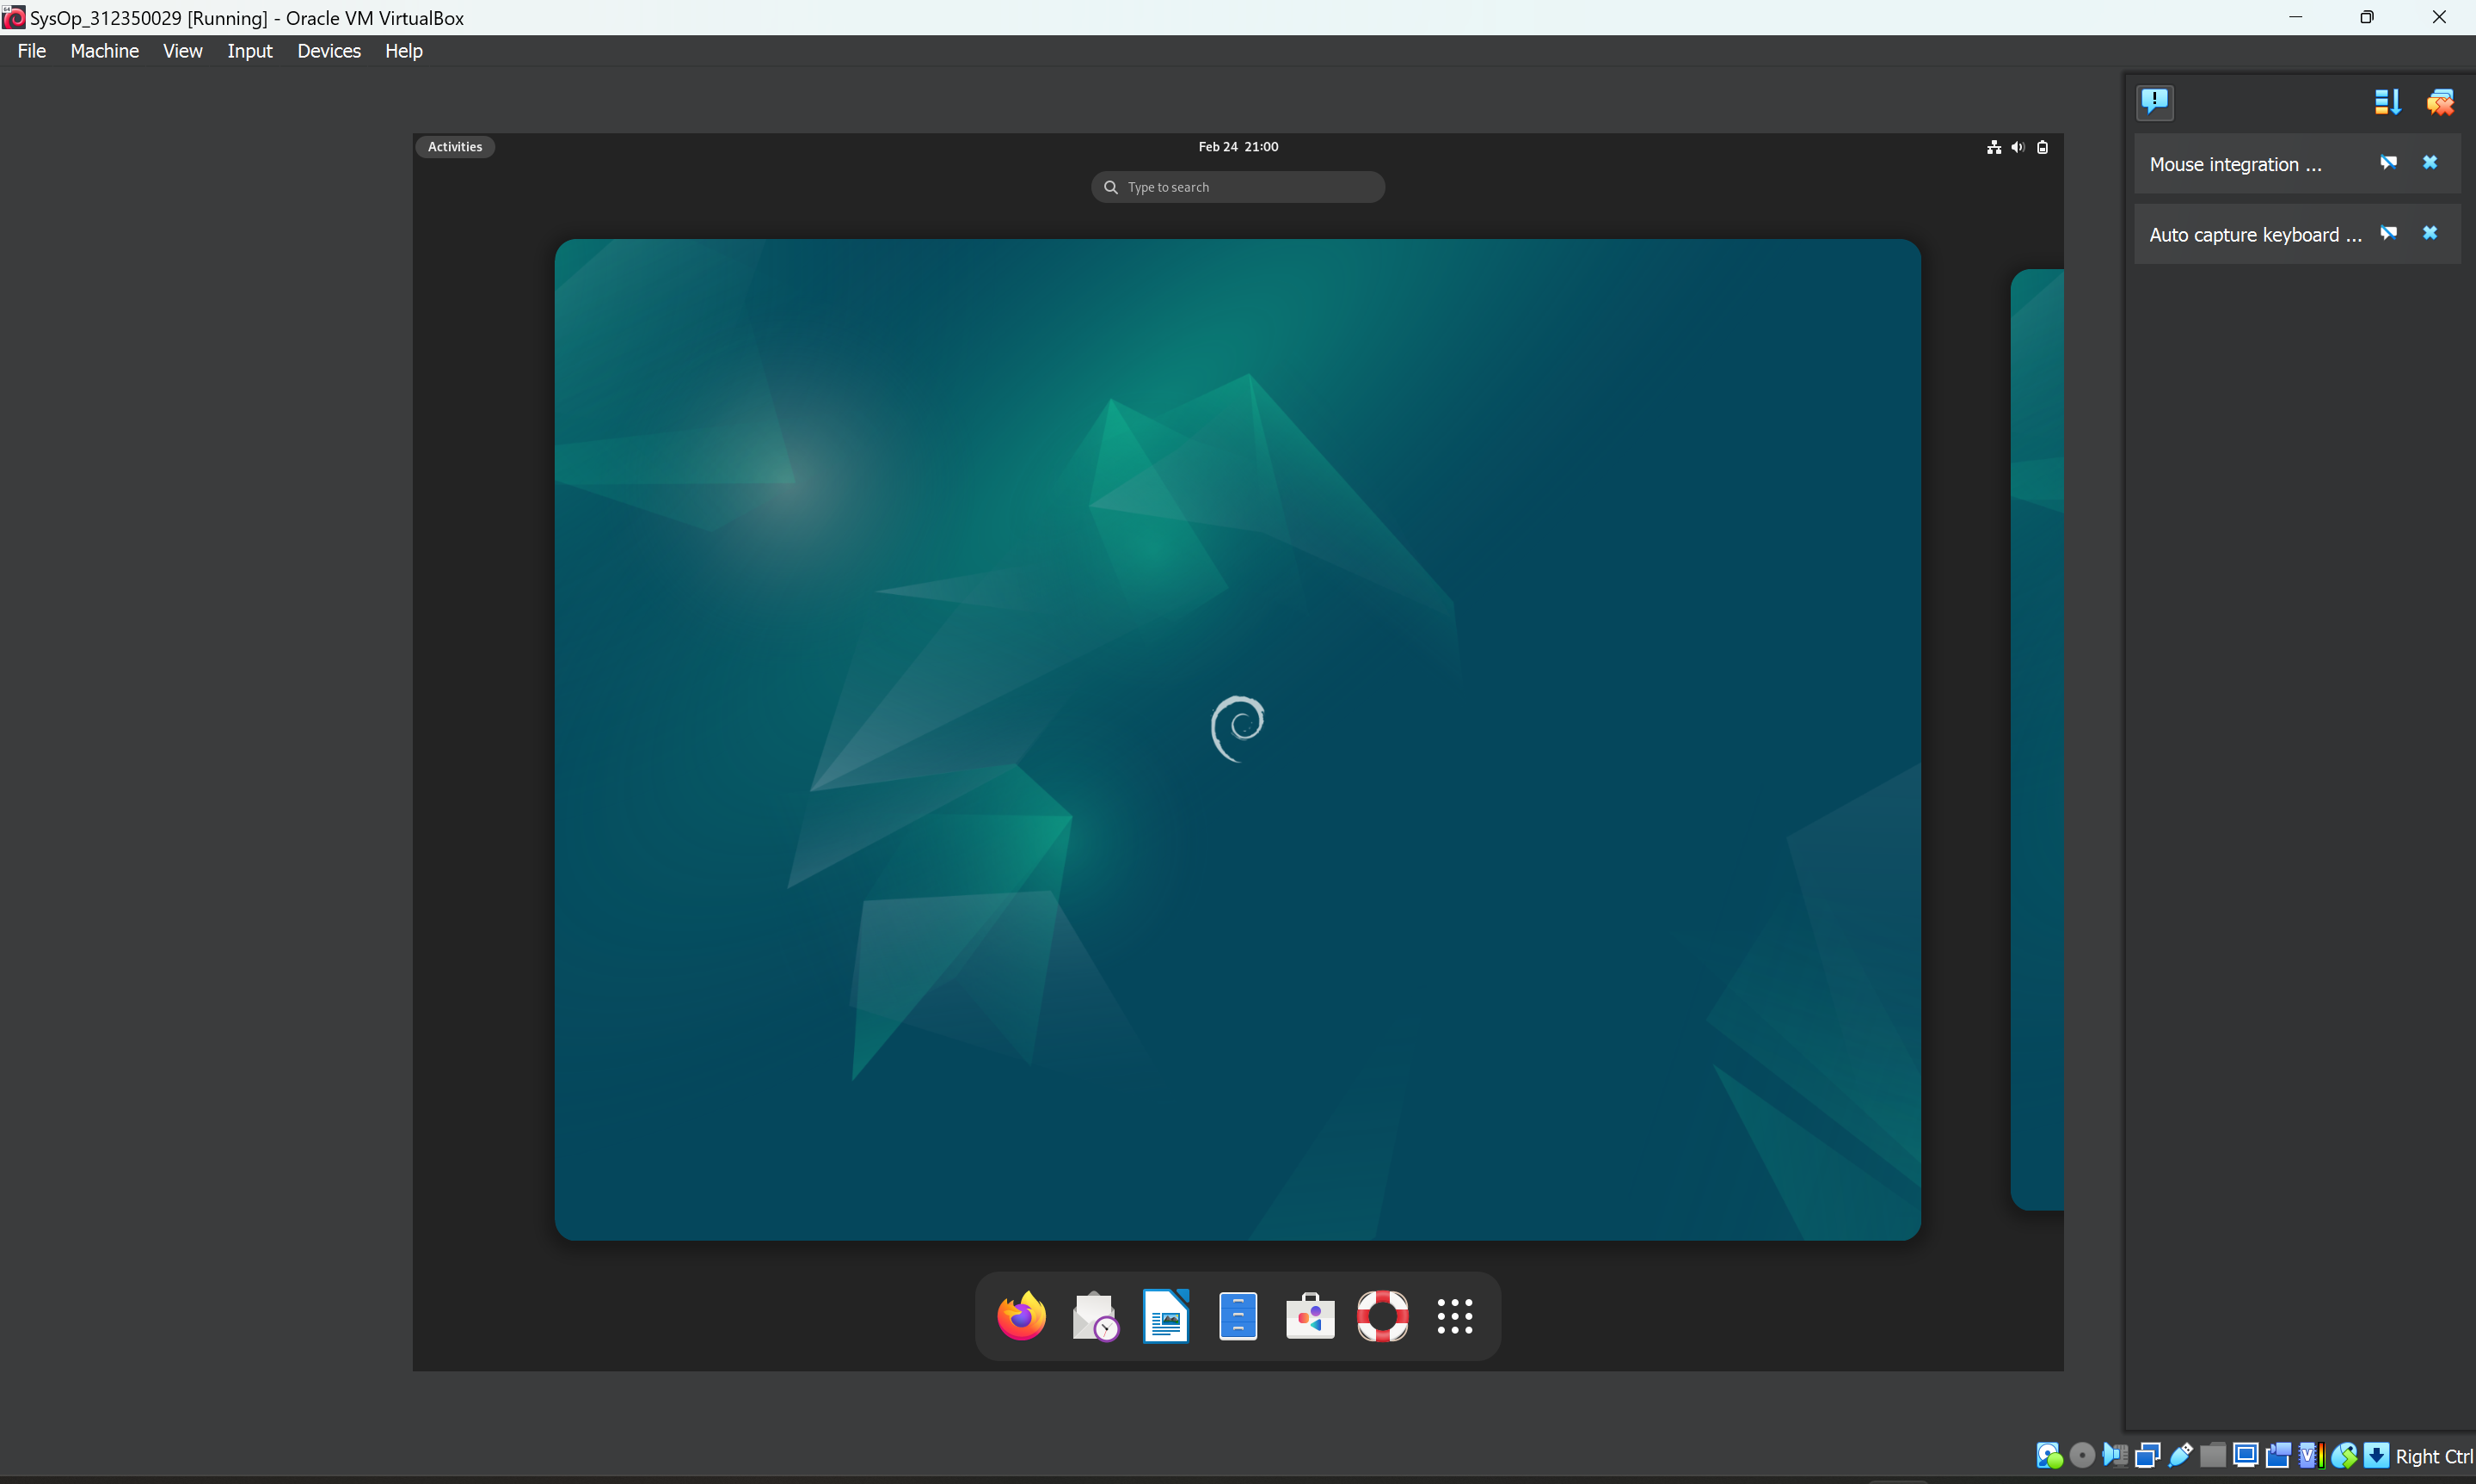 SysOp_312350029 [Running] - Oracle VM VirtualBox
File Machine View Input Devices Help
Activities
Feb 24 21:00
Type to search
Mouse integration ...
Auto capture keyboard ...
Right Ctrl